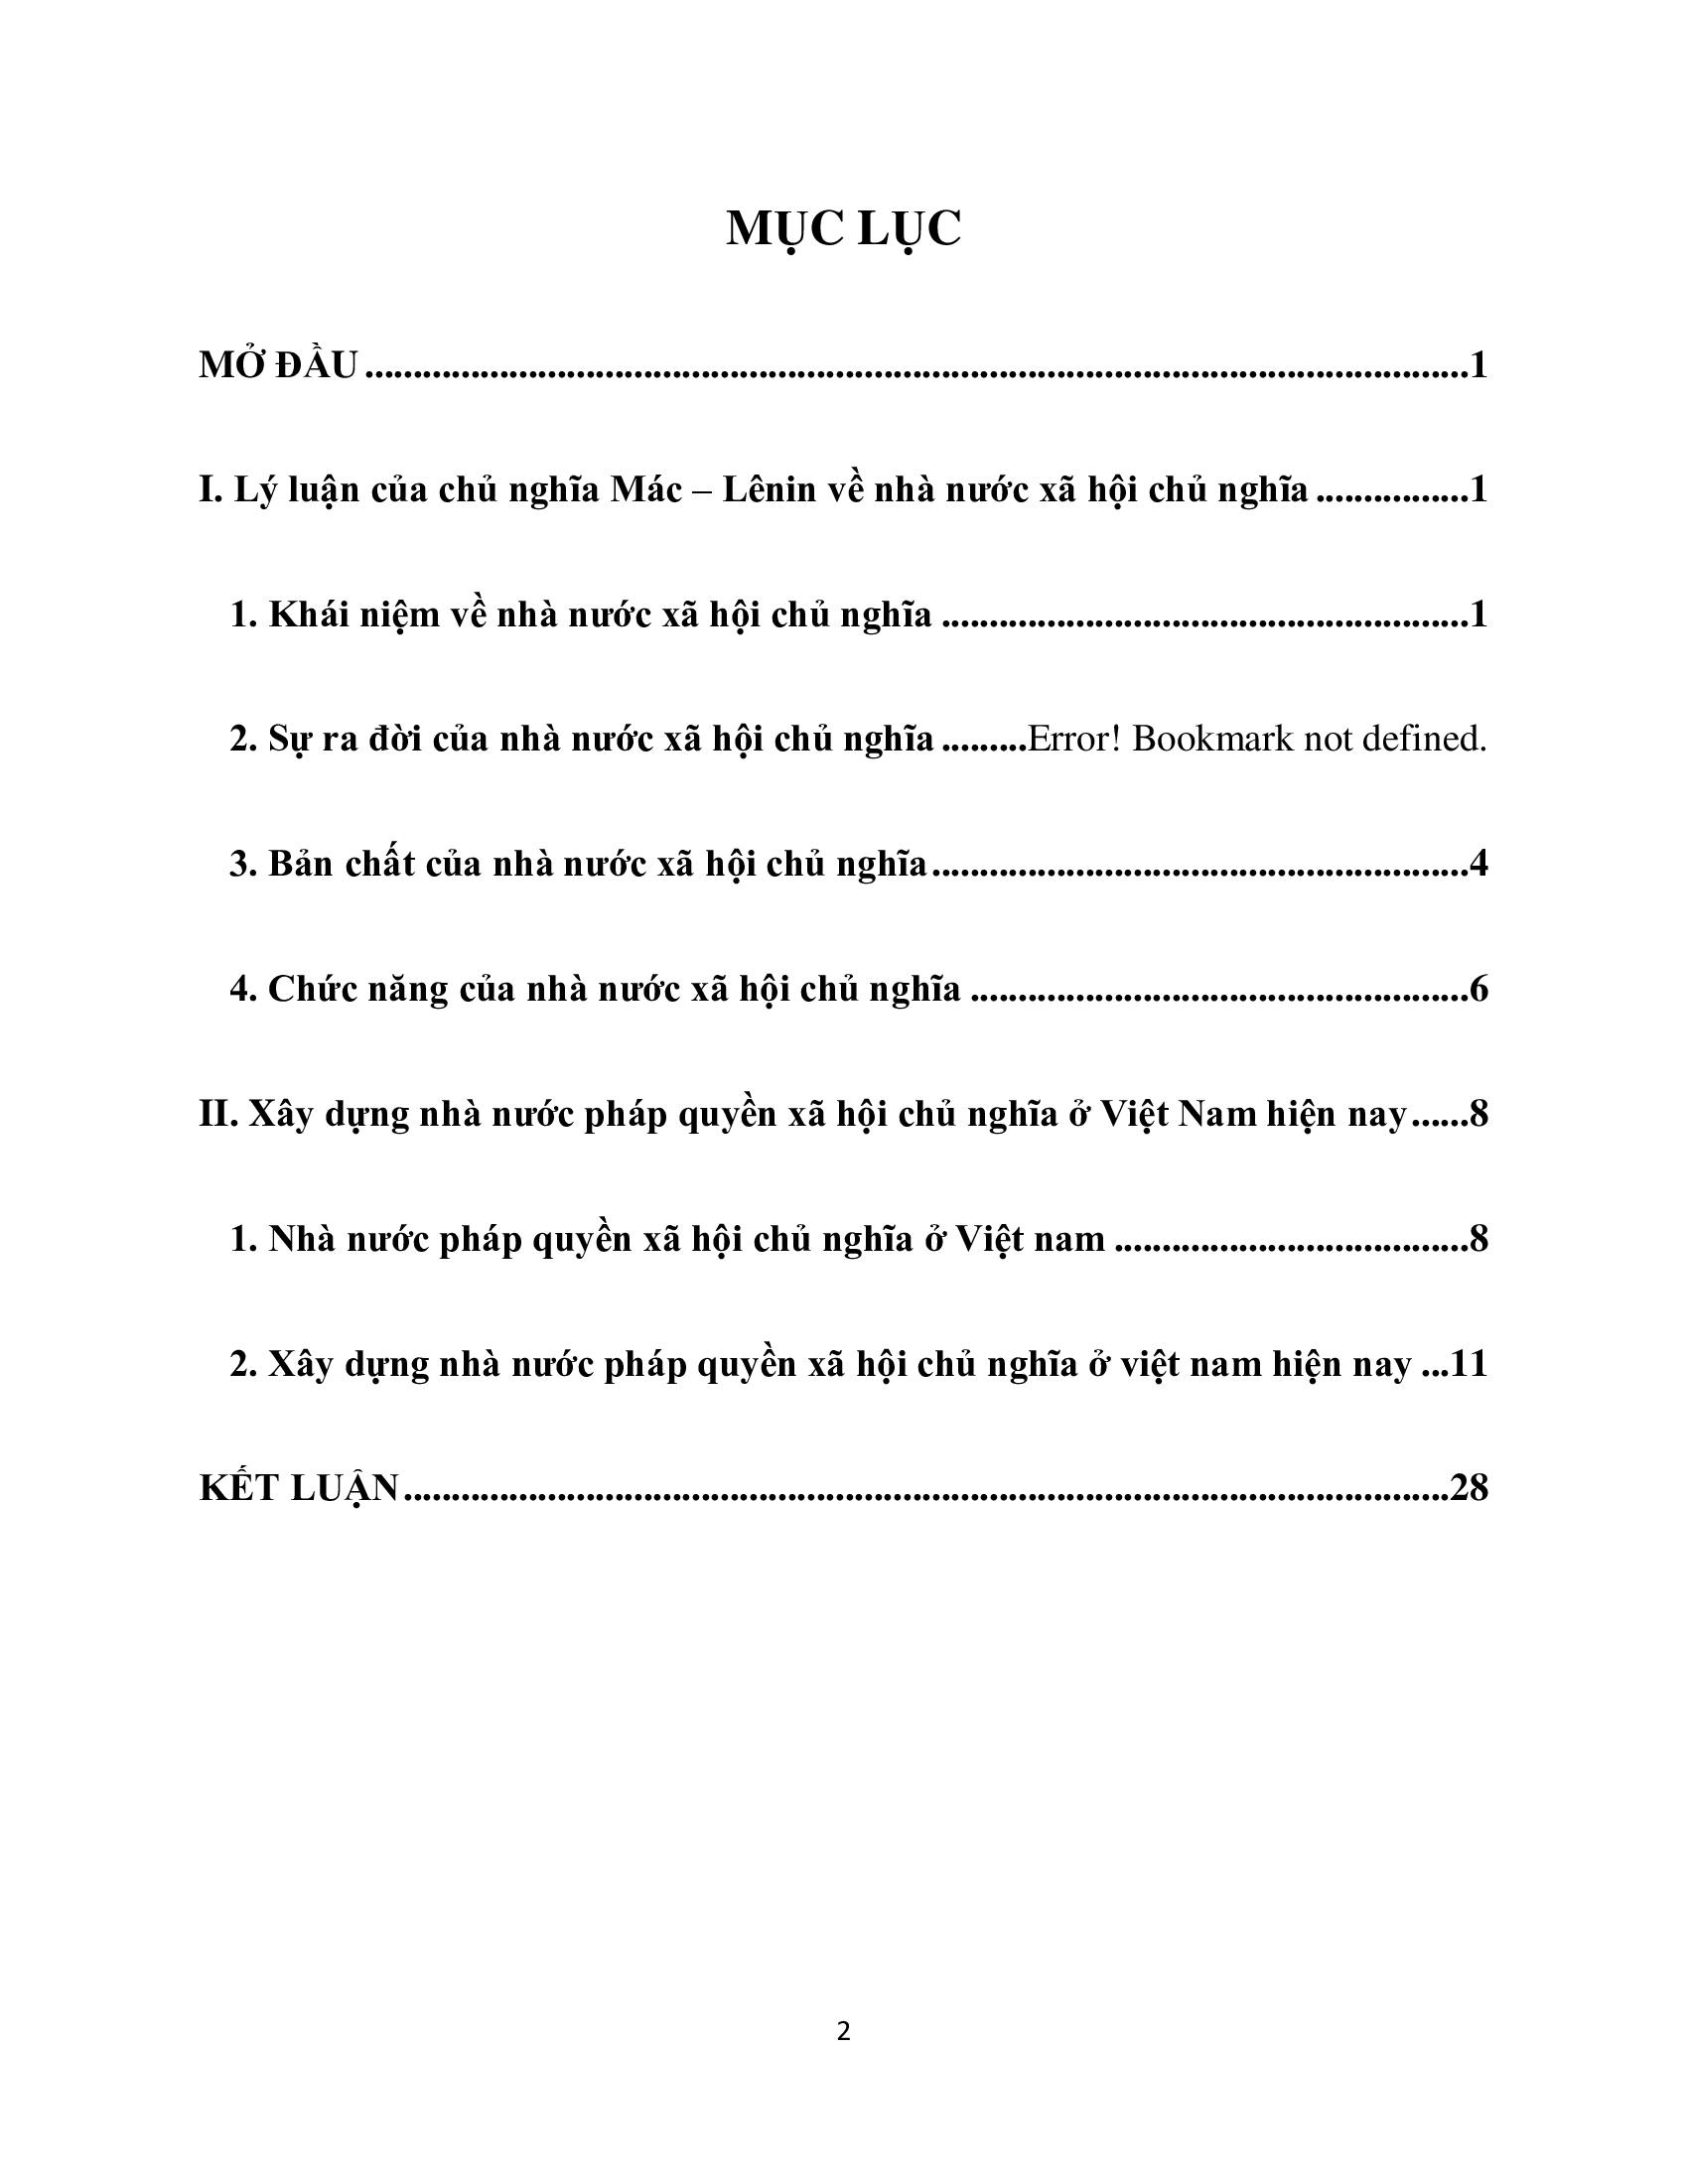 MỤC LỤC
MỞ ĐẦU ........................................................................................................................1
I. Lý luận của chủ nghĩa Mác – Lênin về nhà nước xã hội chủ nghĩa ................1
1. Khái niệm về nhà nước xã hội chủ nghĩa .......................................................1
2. Sự ra đời của nhà nước xã hội chủ nghĩa .........Error! Bookmark not defined.
3. Bản chất của nhà nước xã hội chủ nghĩa........................................................4
4. Chức năng của nhà nước xã hội chủ nghĩa ....................................................6
II. Xây dựng nhà nước pháp quyền xã hội chủ nghĩa ở Việt Nam hiện nay......8
1. Nhà nước pháp quyền xã hội chủ nghĩa ở Việt nam .....................................8
2. Xây dựng nhà nước pháp quyền xã hội chủ nghĩa ở việt nam hiện nay ...11
KẾT LUẬN.............................................................................................................28
2